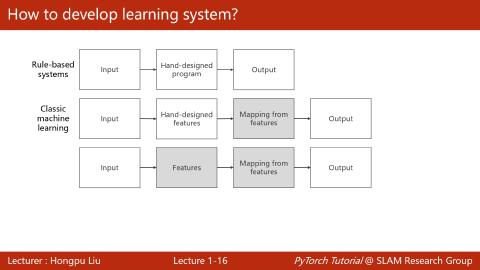 How to develop learning system?
Rule-based
systems
Input
Hand-designed
program
Output
Classic
machine
learning
Input
Hand-designed
features
Mapping from
features
Output
Input
Features
Mapping from
features
Output
Lecturer : Hongpu Liu
Lecture 1-16
PyTorch Tutorial @ SLAM Research Group